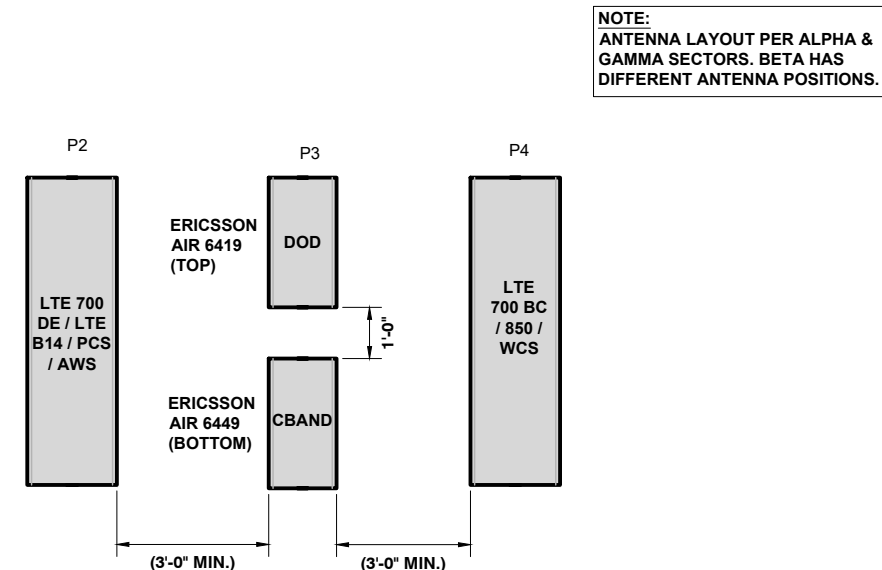 NOTE:
ANTENNA LAYOUT PER ALPHA &
GAMMA SECTORS. BETA HAS
DIFFERENT ANTENNA POSITIONS.
P2
P3
P4
LTE 700
DE / LTE
B14 / PCS
/ AWS
ERICSSON
AIR 6419
(TOP)
DOD
1'-0"
ERICSSON
AIR 6449
(BOTTOM)
CBAND
LTE
700 BC
/ 850 /
WCS
(3'-0" MIN.)
(3'-0" MIN.)